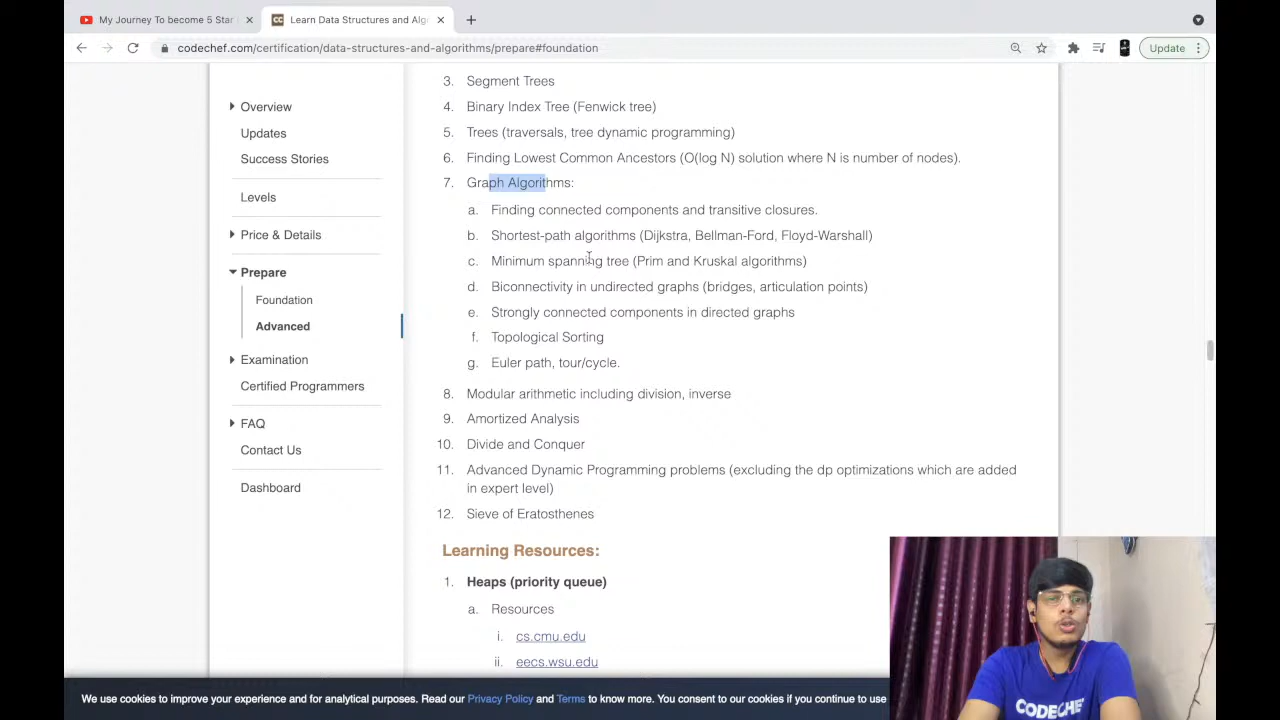 My Journey To become 5 Star
Learn Data Structures and Alg
codechef.com/certification/data-structures-and-algorithms/prepare#foundation
Update
Overview
Updates
Success Stories
Levels
Price & Details
Prepare
Foundation
Advanced
Examination
Certified Programmers
FAQ
Contact Us
Dashboard
3. Segment Trees
4. Binary Index Tree (Fenwick tree)
5. Trees (traversals, tree dynamic programming)
6. Finding Lowest Common Ancestors (O(log N) solution where N is number of nodes).
7. Graph Algorithms:
a. Finding connected components and transitive closures.
b. Shortest-path algorithms (Dijkstra, Bellman-Ford, Floyd-Warshall)
c. Minimum spanning tree (Prim and Kruskal algorithms)
d. Biconnectivity in undirected graphs (bridges, articulation points)
e. Strongly connected components in directed graphs
f. Topological Sorting
g. Euler path, tour/cycle.
8. Modular arithmetic including division, inverse
9. Amortized Analysis
10. Divide and Conquer
11. Advanced Dynamic Programming problems (excluding the dp optimizations which are added
in expert level)
12. Sieve of Eratosthenes
Learning Resources:
1. Heaps (priority queue)
a. Resources
i. cs.cmu.edu
ii. eecs.wsu.edu
We use cookies to improve your experience and for analytical purposes. Read our Privacy Policy and Terms to know more. You consent to our cookies if you continue to use
CODECHEF